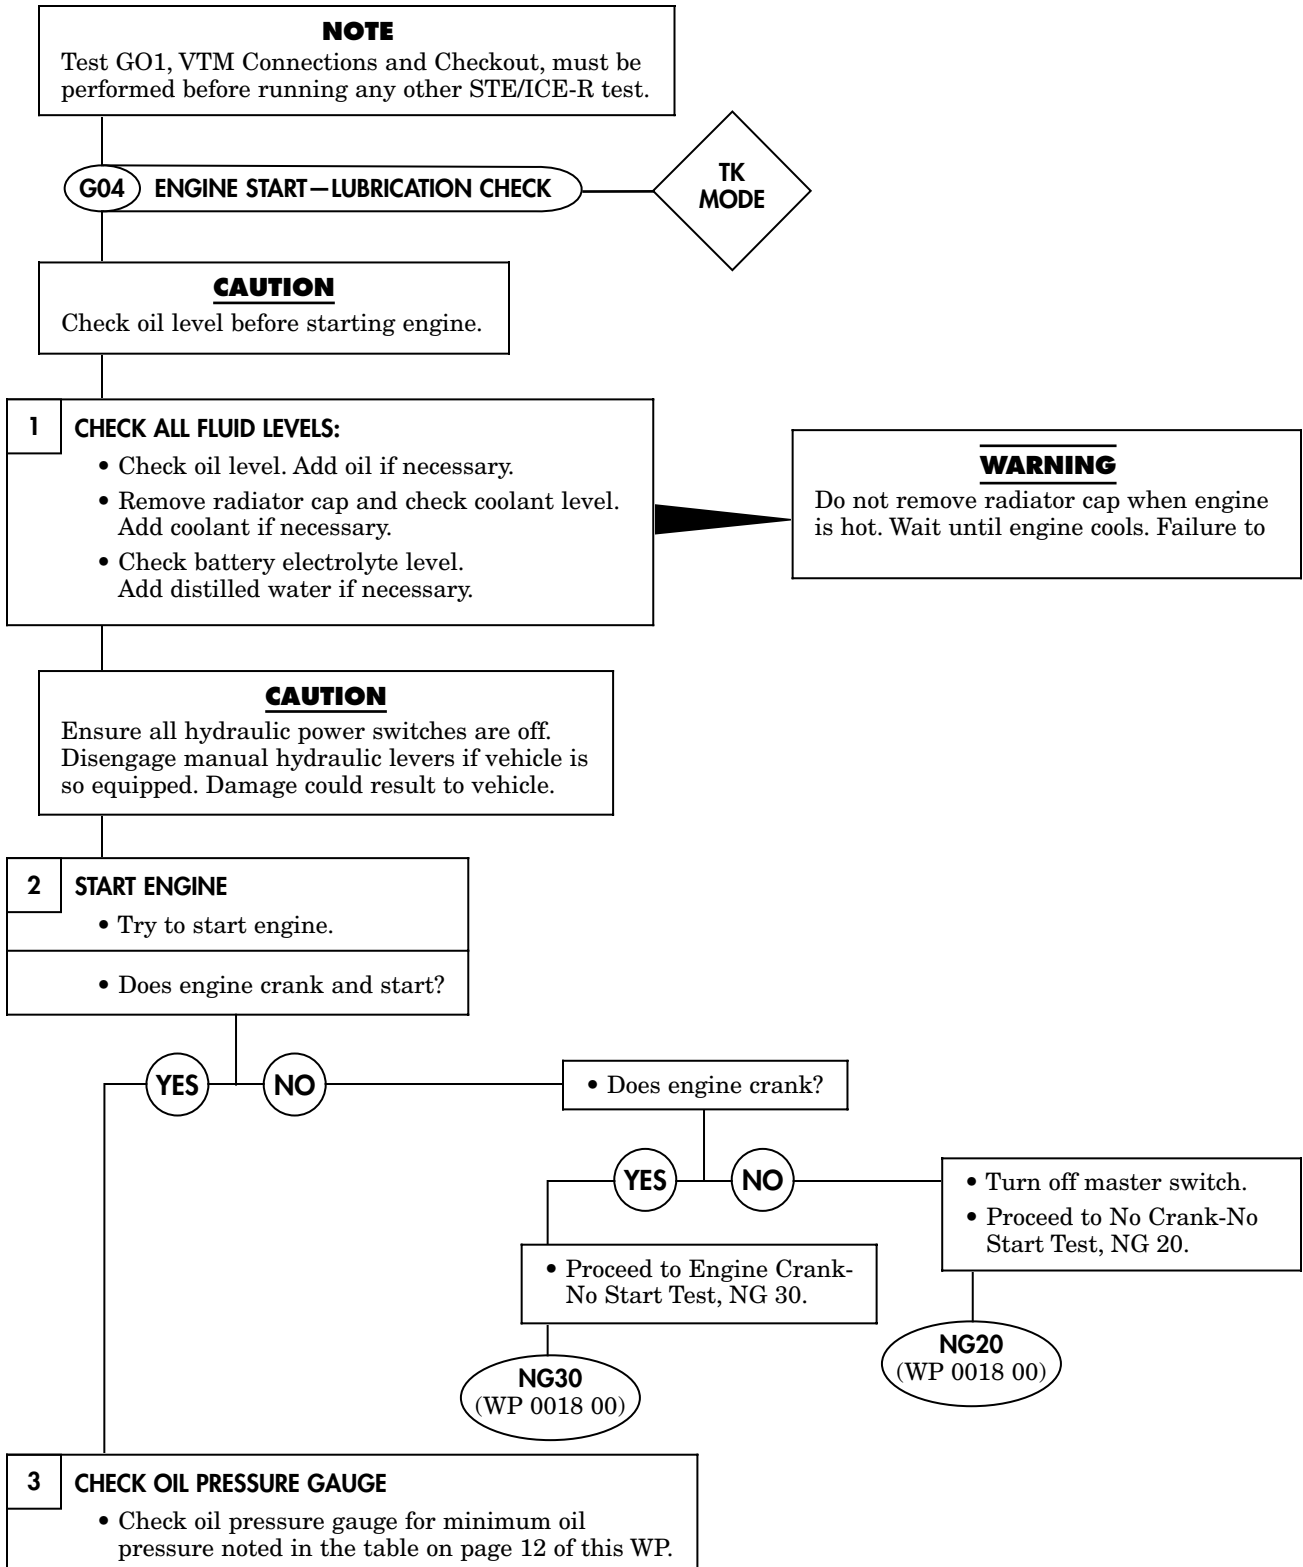 NOTE
Test GO1, VTM Connections and Checkout, must be
performed before running any other STE/ICE-R test.
G04 ENGINE START—LUBRICATION CHECK
TK
MODE
CAUTION
Check oil level before starting engine.
1 CHECK ALL FLUID LEVELS:
• Check oil level. Add oil if necessary.
• Remove radiator cap and check coolant level.
Add coolant if necessary.
• Check battery electrolyte level.
Add distilled water if necessary.
WARNING
Do not remove radiator cap when engine
is hot. Wait until engine cools. Failure to
CAUTION
Ensure all hydraulic power switches are off.
Disengage manual hydraulic levers if vehicle is
so equipped. Damage could result to vehicle.
2 START ENGINE
• Try to start engine.
• Does engine crank and start?
YES NO
• Does engine crank?
YES NO
• Turn off master switch.
• Proceed to No Crank-No
Start Test, NG 20.
• Proceed to Engine Crank-
No Start Test, NG 30.
NG20
(WP 0018 00)
NG30
(WP 0018 00)
3 CHECK OIL PRESSURE GAUGE
• Check oil pressure gauge for minimum oil
pressure noted in the table on page 12 of this WP.